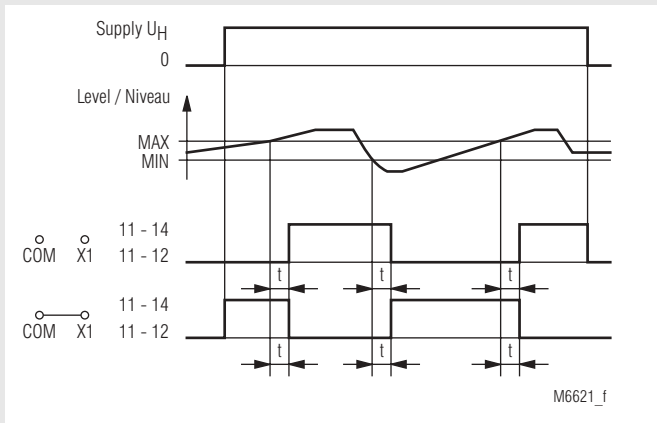 Supply UH
0
Level / Niveau
MAX
MIN
11 - 14
COM X1 11 - 12
t t t
11 - 14
COM X1 11 - 12
t t t
M6621_f